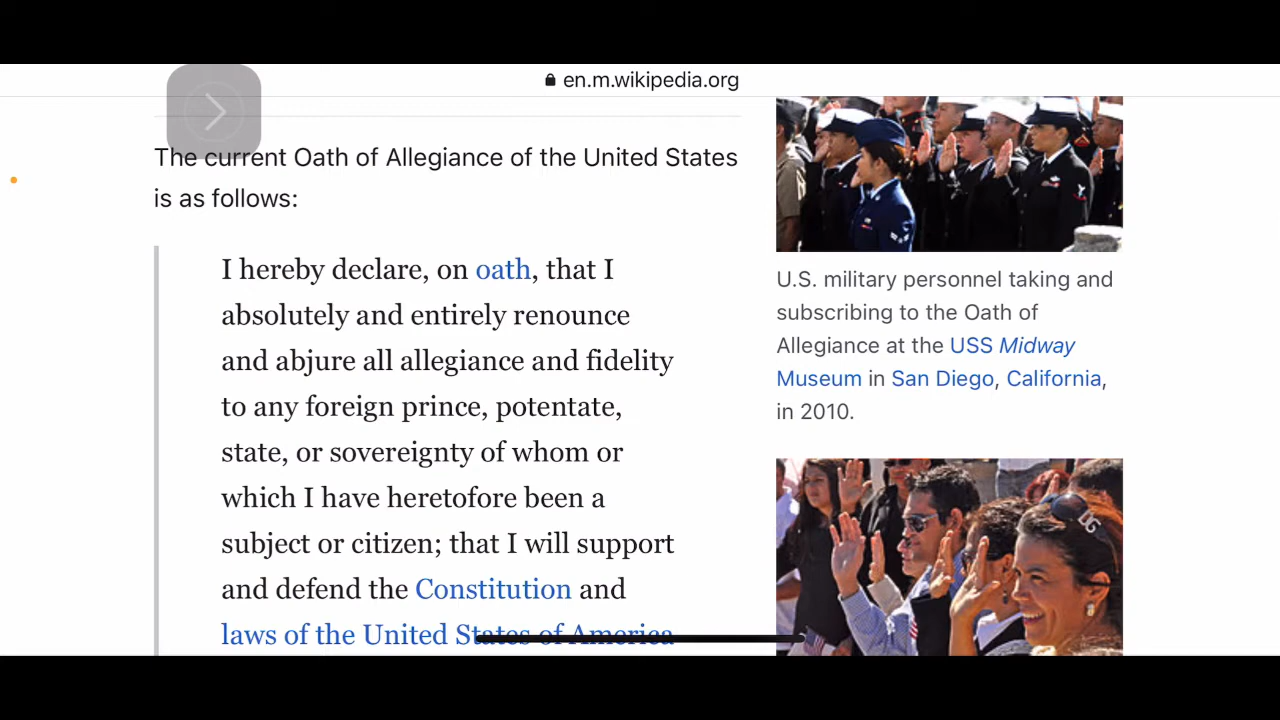 en.m.wikipedia.org
The current Oath of Allegiance of the United States
is as follows:
I hereby declare, on oath, that I
absolutely and entirely renounce
and abjure all allegiance and fidelity
to any foreign prince, potentate,
state, or sovereignty of whom or
which I have heretofore been a
subject or citizen; that I will support
and defend the Constitution and
laws of the United States of America
U.S. military personnel taking and
subscribing to the Oath of
Allegiance at the USS Midway
Museum in San Diego, California,
in 2010.